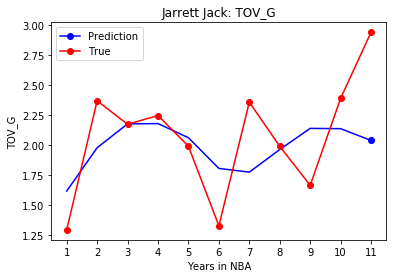 Jarrett Jack: TOV_G
Prediction
True
3.00
2.75
2.50
2.25
2.00
1.75
1.50
1.25
TOV_G
1 2 3 4 5 6 7 8 9 10 11
Years in NBA